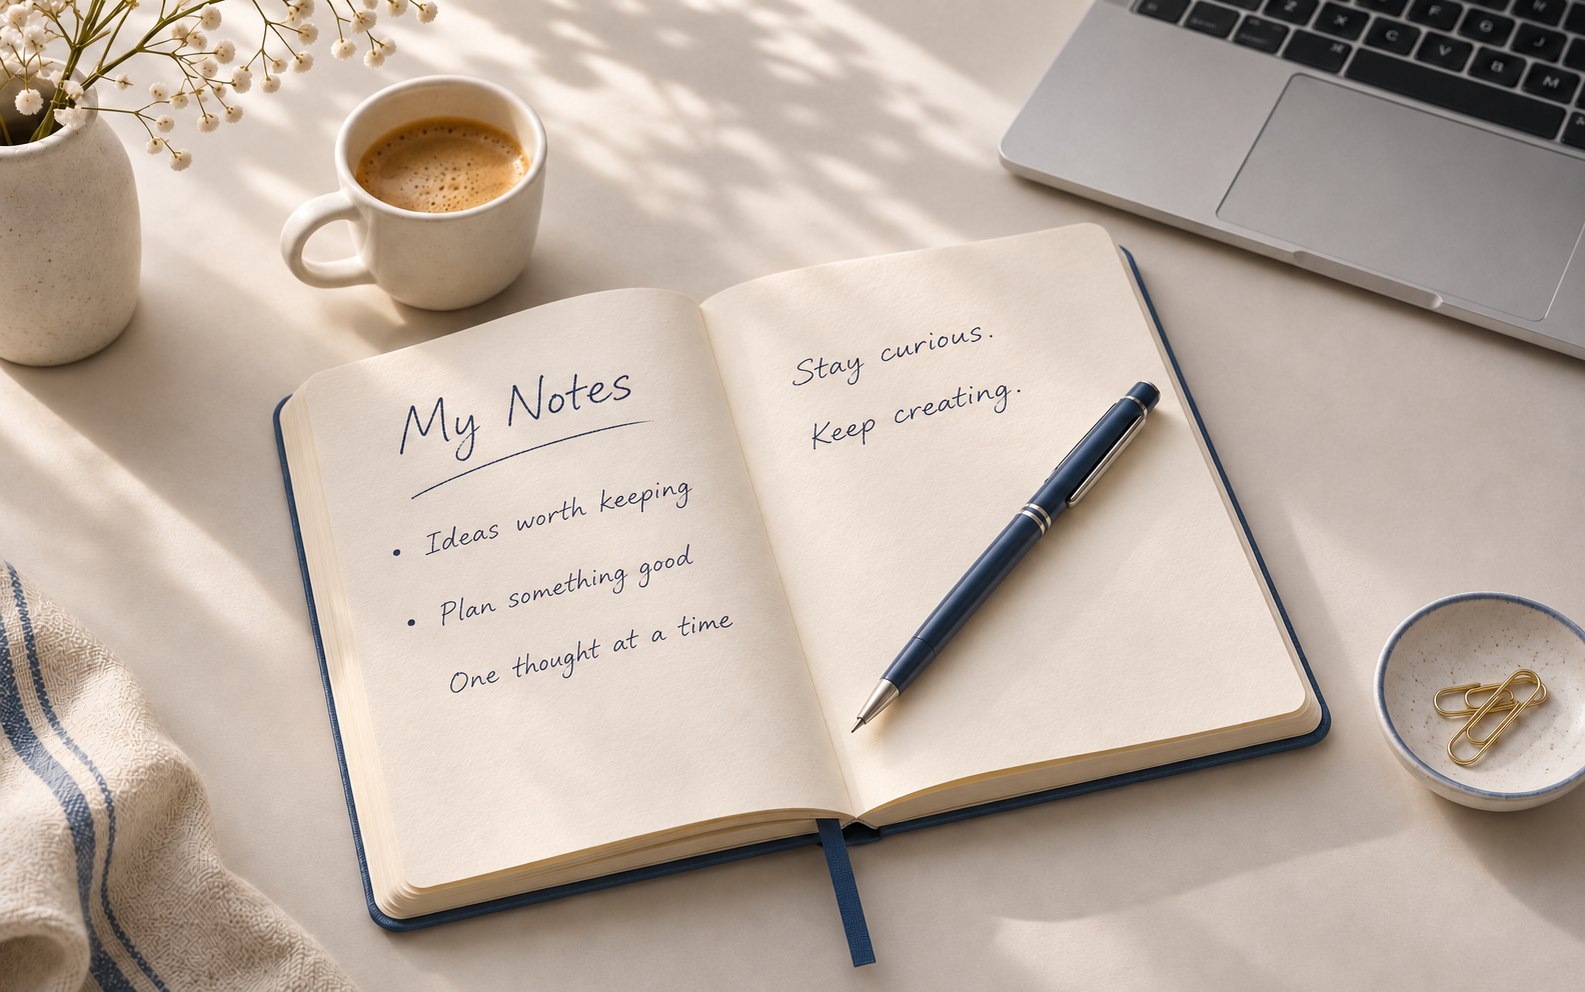 My Notes
• Ideas worth keeping
• Plan something good
One thought at a time
Stay curious.
Keep creating.